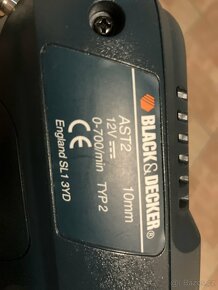 BLACK&DECKER®
AST2 10mm
12V ⎓
0-700/min TYP 2
CE
England SL1 3YD